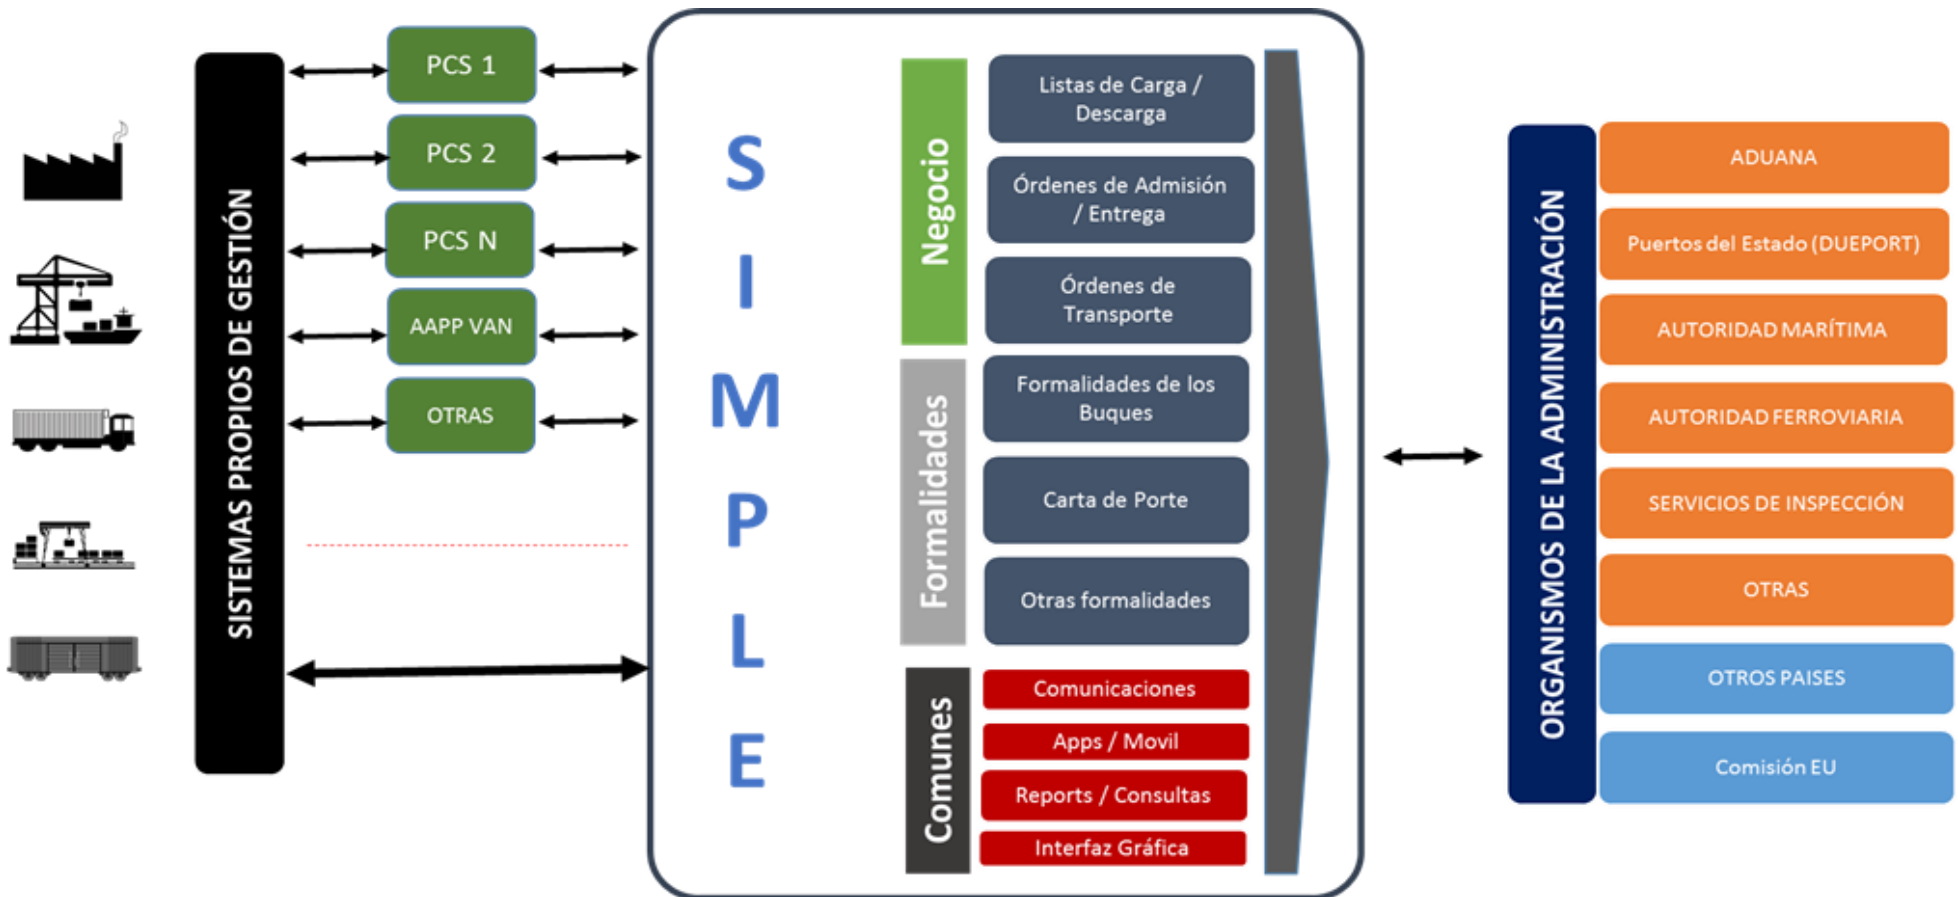 SISTEMAS PROPIOS DE GESTIÓN
PCS 1
PCS 2
PCS N
AAPP VAN
OTRAS
SIMPLE
Negocio
Listas de Carga /
Descarga
Órdenes de Admisión
/ Entrega
Órdenes de
Transporte
Formalidades
Formalidades de los
Buques
Carta de Porte
Otras formalidades
Comunes
Comunicaciones
Apps / Movil
Reports / Consultas
Interfaz Gráfica
ORGANISMOS DE LA ADMINISTRACIÓN
ADUANA
Puertos del Estado (DUEPORT)
AUTORIDAD MARÍTIMA
AUTORIDAD FERROVIARIA
SERVICIOS DE INSPECCIÓN
OTRAS
OTROS PAISES
Comisión EU